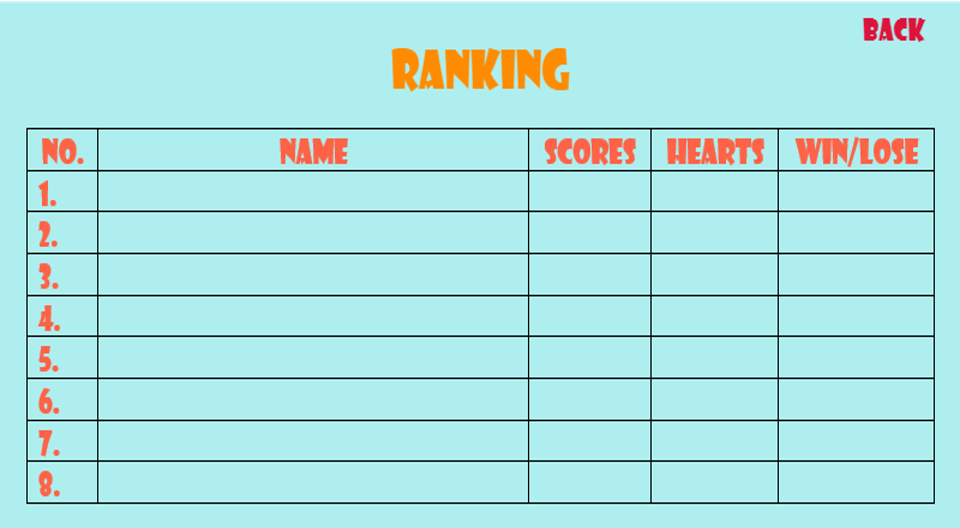 BACK
RANKING
NO. NAME SCORES HEARTS WIN/LOSE
1.
2.
3.
4.
5.
6.
7.
8.